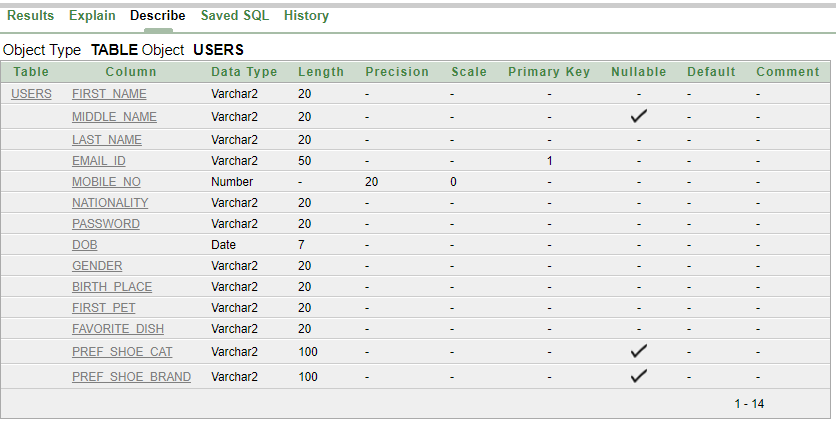 Results Explain Describe Saved SQL History
Object Type TABLE Object USERS
Table Column Data Type Length Precision Scale Primary Key Nullable Default Comment
USERS FIRST_NAME Varchar2 20 - - - - - -
MIDDLE_NAME Varchar2 20 - - - ✓ - -
LAST_NAME Varchar2 20 - - - - - -
EMAIL_ID Varchar2 50 - - 1 - - -
MOBILE_NO Number - 20 0 - - - -
NATIONALITY Varchar2 20 - - - - - -
PASSWORD Varchar2 20 - - - - - -
DOB Date 7 - - - - - -
GENDER Varchar2 20 - - - - - -
BIRTH_PLACE Varchar2 20 - - - - - -
FIRST_PET Varchar2 20 - - - - - -
FAVORITE_DISH Varchar2 20 - - - - - -
PREF_SHOE_CAT Varchar2 100 - - - ✓ - -
PREF_SHOE_BRAND Varchar2 100 - - - ✓ - -
1 - 14